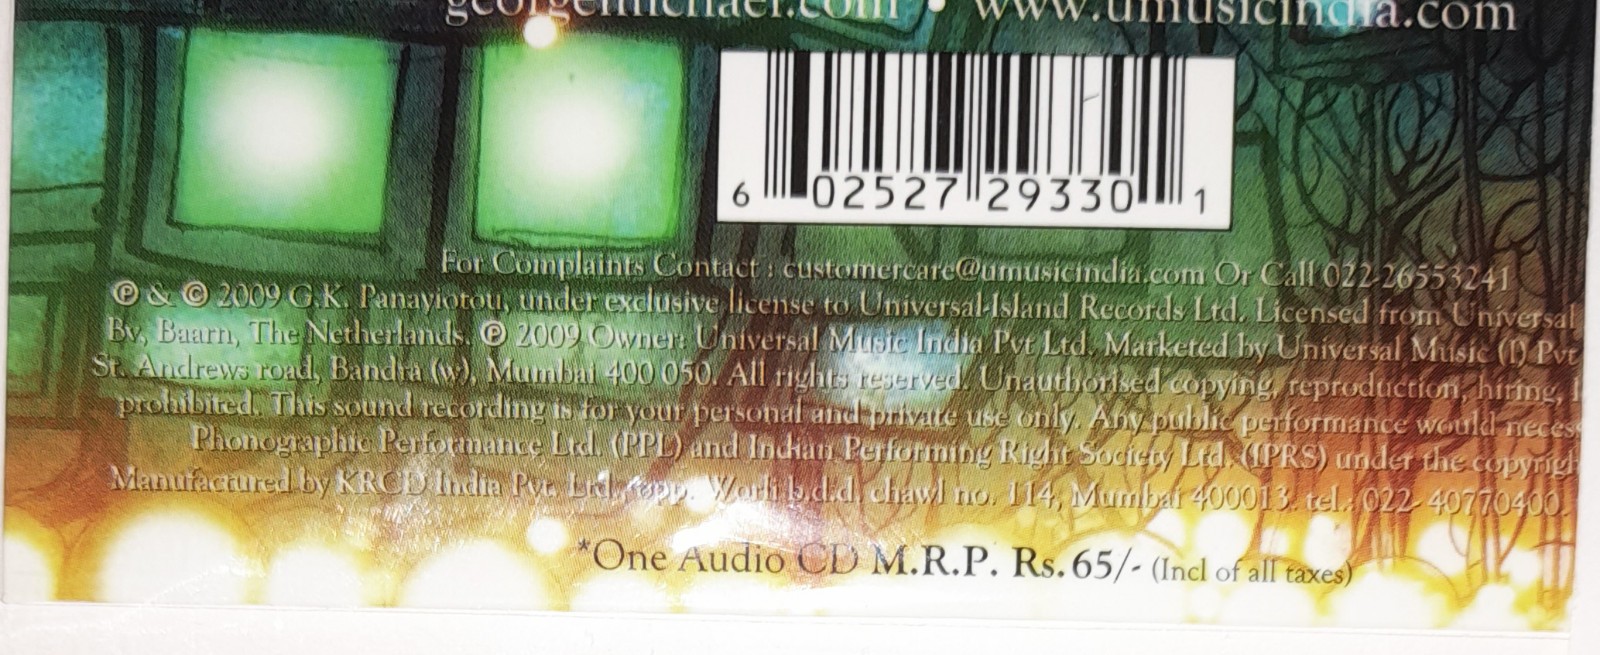 georgemichael.com • www.umusicindia.com
6 02527 29330 1
For Complaints Contact : customercare@umusicindia.com Or Call 022-26553241
℗ & © 2009 G.K. Panayiotou, under exclusive license to Universal-Island Records Ltd. Licensed from Universal
Bv, Baarn, The Netherlands. ℗ 2009 Owner: Universal Music India Pvt Ltd. Marketed by Universal Music (I) Pvt
St. Andrews road, Bandra (w), Mumbai 400 050. All rights reserved. Unauthorised copying, reproduction, hiring,
prohibited. This sound recording is for your personal and private use only. Any public performance would
Phonographic Performance Ltd. (PPL) and Indian Performing Right Society Ltd. (IPRS) under the
Manufactured by KRCD India Pvt. Ltd. opp. Worli b.d.d. chawl no. 114, Mumbai 400013. tel.: 022-40770400.
*One Audio CD M.R.P. Rs. 65/- (Incl of all taxes)